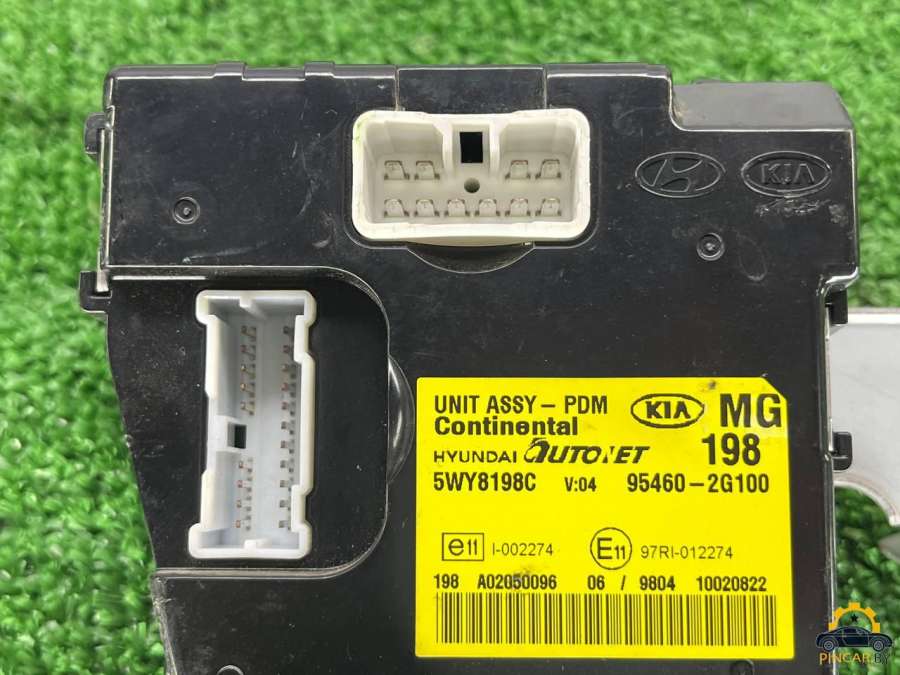 KIA
UNIT ASSY - PDM KIA MG
Continental 198
HYUNDAI AUTONET
5WY8198C V:04 95460-2G100
e11 I-002274 E11 97RI-012274
198 A02050096 06 / 9804 10020822
PINCAR.BY